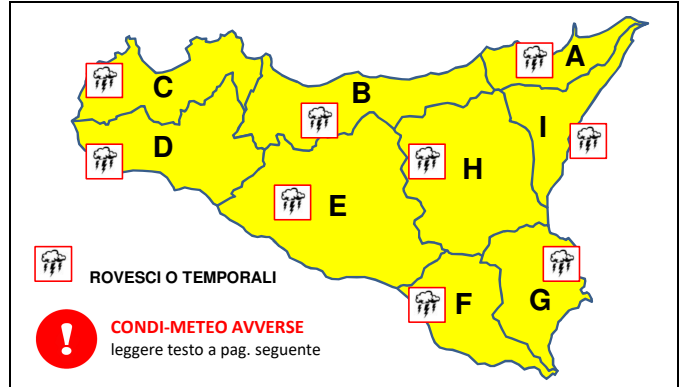 A
C
B
I
D
H
E
F
G
ROVESCI O TEMPORALI
!
CONDI-METEO AVVERSE
leggere testo a pag. seguente